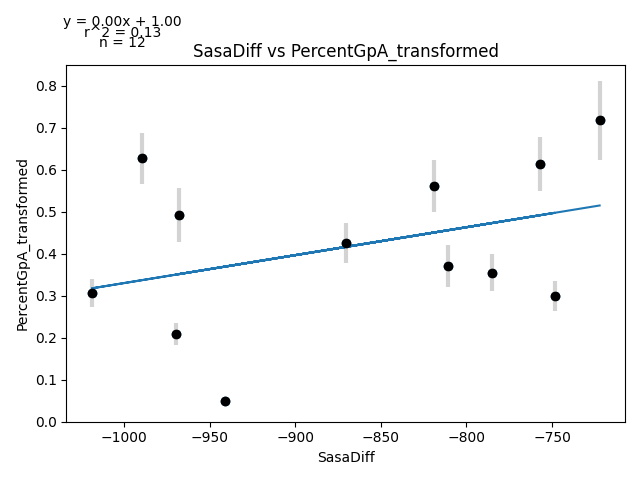 y = 0.00x + 1.00
r^2 = 0.13
n = 12
SasaDiff vs PercentGpA_transformed
0.8
0.7
0.6
0.5
0.4
0.3
0.2
0.1
0.0
PercentGpA_transformed
−1000 −950 −900 −850 −800 −750
SasaDiff